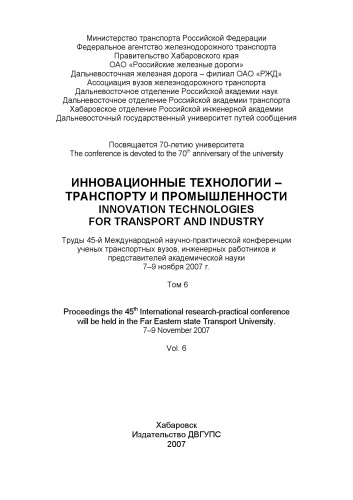 Министерство транспорта Российской Федерации
Федеральное агентство железнодорожного транспорта
Правительство Хабаровского края
ОАО «Российские железные дороги»
Дальневосточная железная дорога – филиал ОАО «РЖД»
Ассоциация вузов железнодорожного транспорта
Дальневосточное отделение Российской академии наук
Дальневосточное отделение Российской академии транспорта
Хабаровское отделение Российской инженерной академии
Дальневосточный государственный университет путей сообщения
Посвящается 70-летию университета
The conference is devoted to the 70th anniversary of the university
ИННОВАЦИОННЫЕ ТЕХНОЛОГИИ –
ТРАНСПОРТУ И ПРОМЫШЛЕННОСТИ
INNOVATION TECHNOLOGIES
FOR TRANSPORT AND INDUSTRY
Труды 45-й Международной научно-практической конференции
ученых транспортных вузов, инженерных работников и
представителей академической науки
7–9 ноября 2007 г.
Том 6
Proceedings the 45th International research-practical conference
will be held in the Far Eastern state Transport University.
7–9 November 2007
Vol. 6
Хабаровск
Издательство ДВГУПС
2007